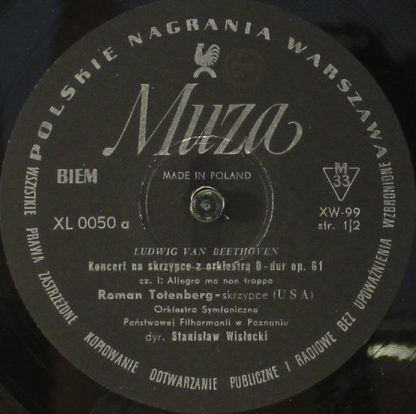 POLSKIE NAGRANIA WARSZAWA
Muza
BIEM
MADE IN POLAND
M
33
XL 0050 a
XW-99
str. 1/2
LUDWIG VAN BEETHOVEN
Koncert na skrzypce z orkiestrą D-dur op. 61
cz. I: Allegro ma non troppo
Roman Totenberg - skrzypce (USA)
Orkiestra Symfoniczna
Państwowej Filharmonii w Poznaniu
dyr. Stanisław Wisłocki
WSZELKIE PRAWA ZASTRZEŻONE KOPIOWANIE ODTWARZANIE PUBLICZNE I RADIOWE BEZ UPOWAŻNIENIA WZBRONIONE